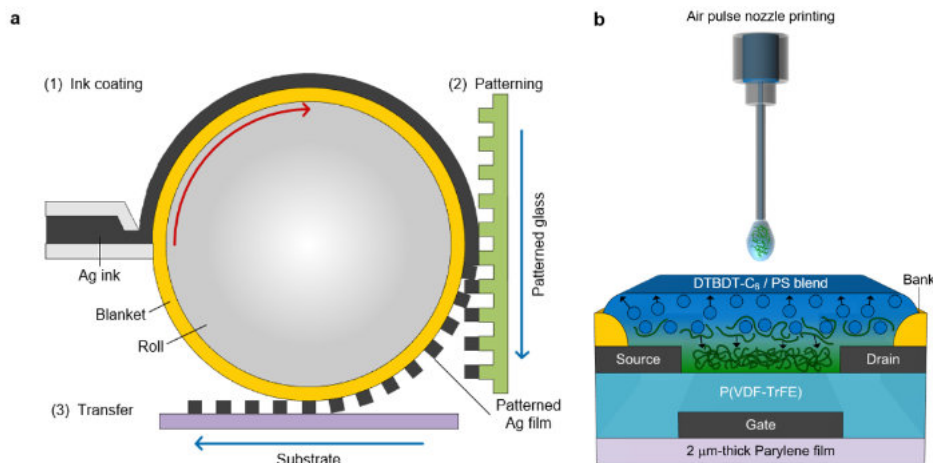 a
(1) Ink coating
(2) Patterning
Patterned glass
Ag ink
Blanket
Roll
Patterned
Ag film
(3) Transfer
Substrate
b
Air pulse nozzle printing
DTBDT-C₆ / PS blend
Bank
Source
Drain
P(VDF-TrFE)
Gate
2 μm-thick Parylene film